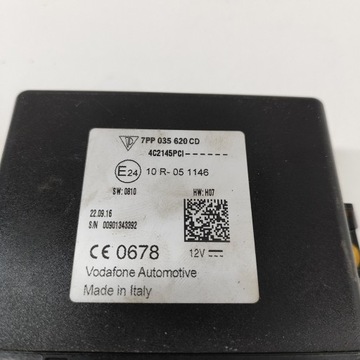 7PP 035 620 CD
4C2145PCI
E24 10 R- 05 1146
SW: 0810 HW: H07
22.09.16
S/N 00901343392
CE 0678 12V
Vodafone Automotive
Made in Italy